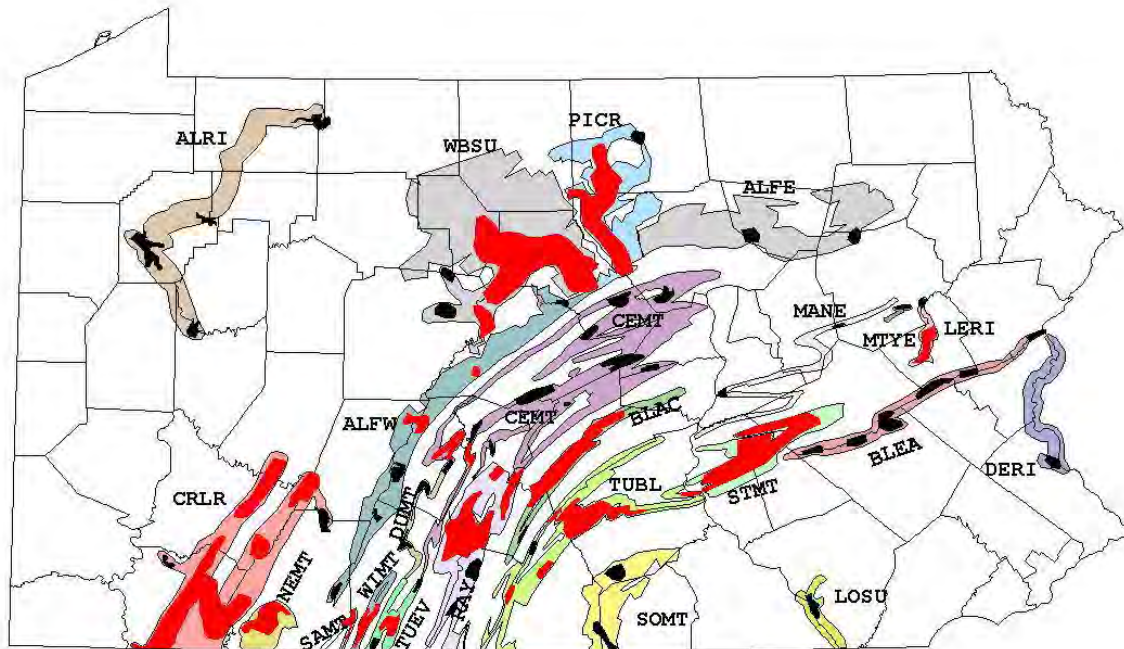 PICR
ALRI
WBSU
ALFE
MANE
CEMT
LERI
MTYE
BLAC
CEMT
ALFW
BLEA
DERI
CRLR
TUBL
STMT
DUMT
WIMT
NEMT
RAY
LOSU
SOMT
TUEV
SAMT